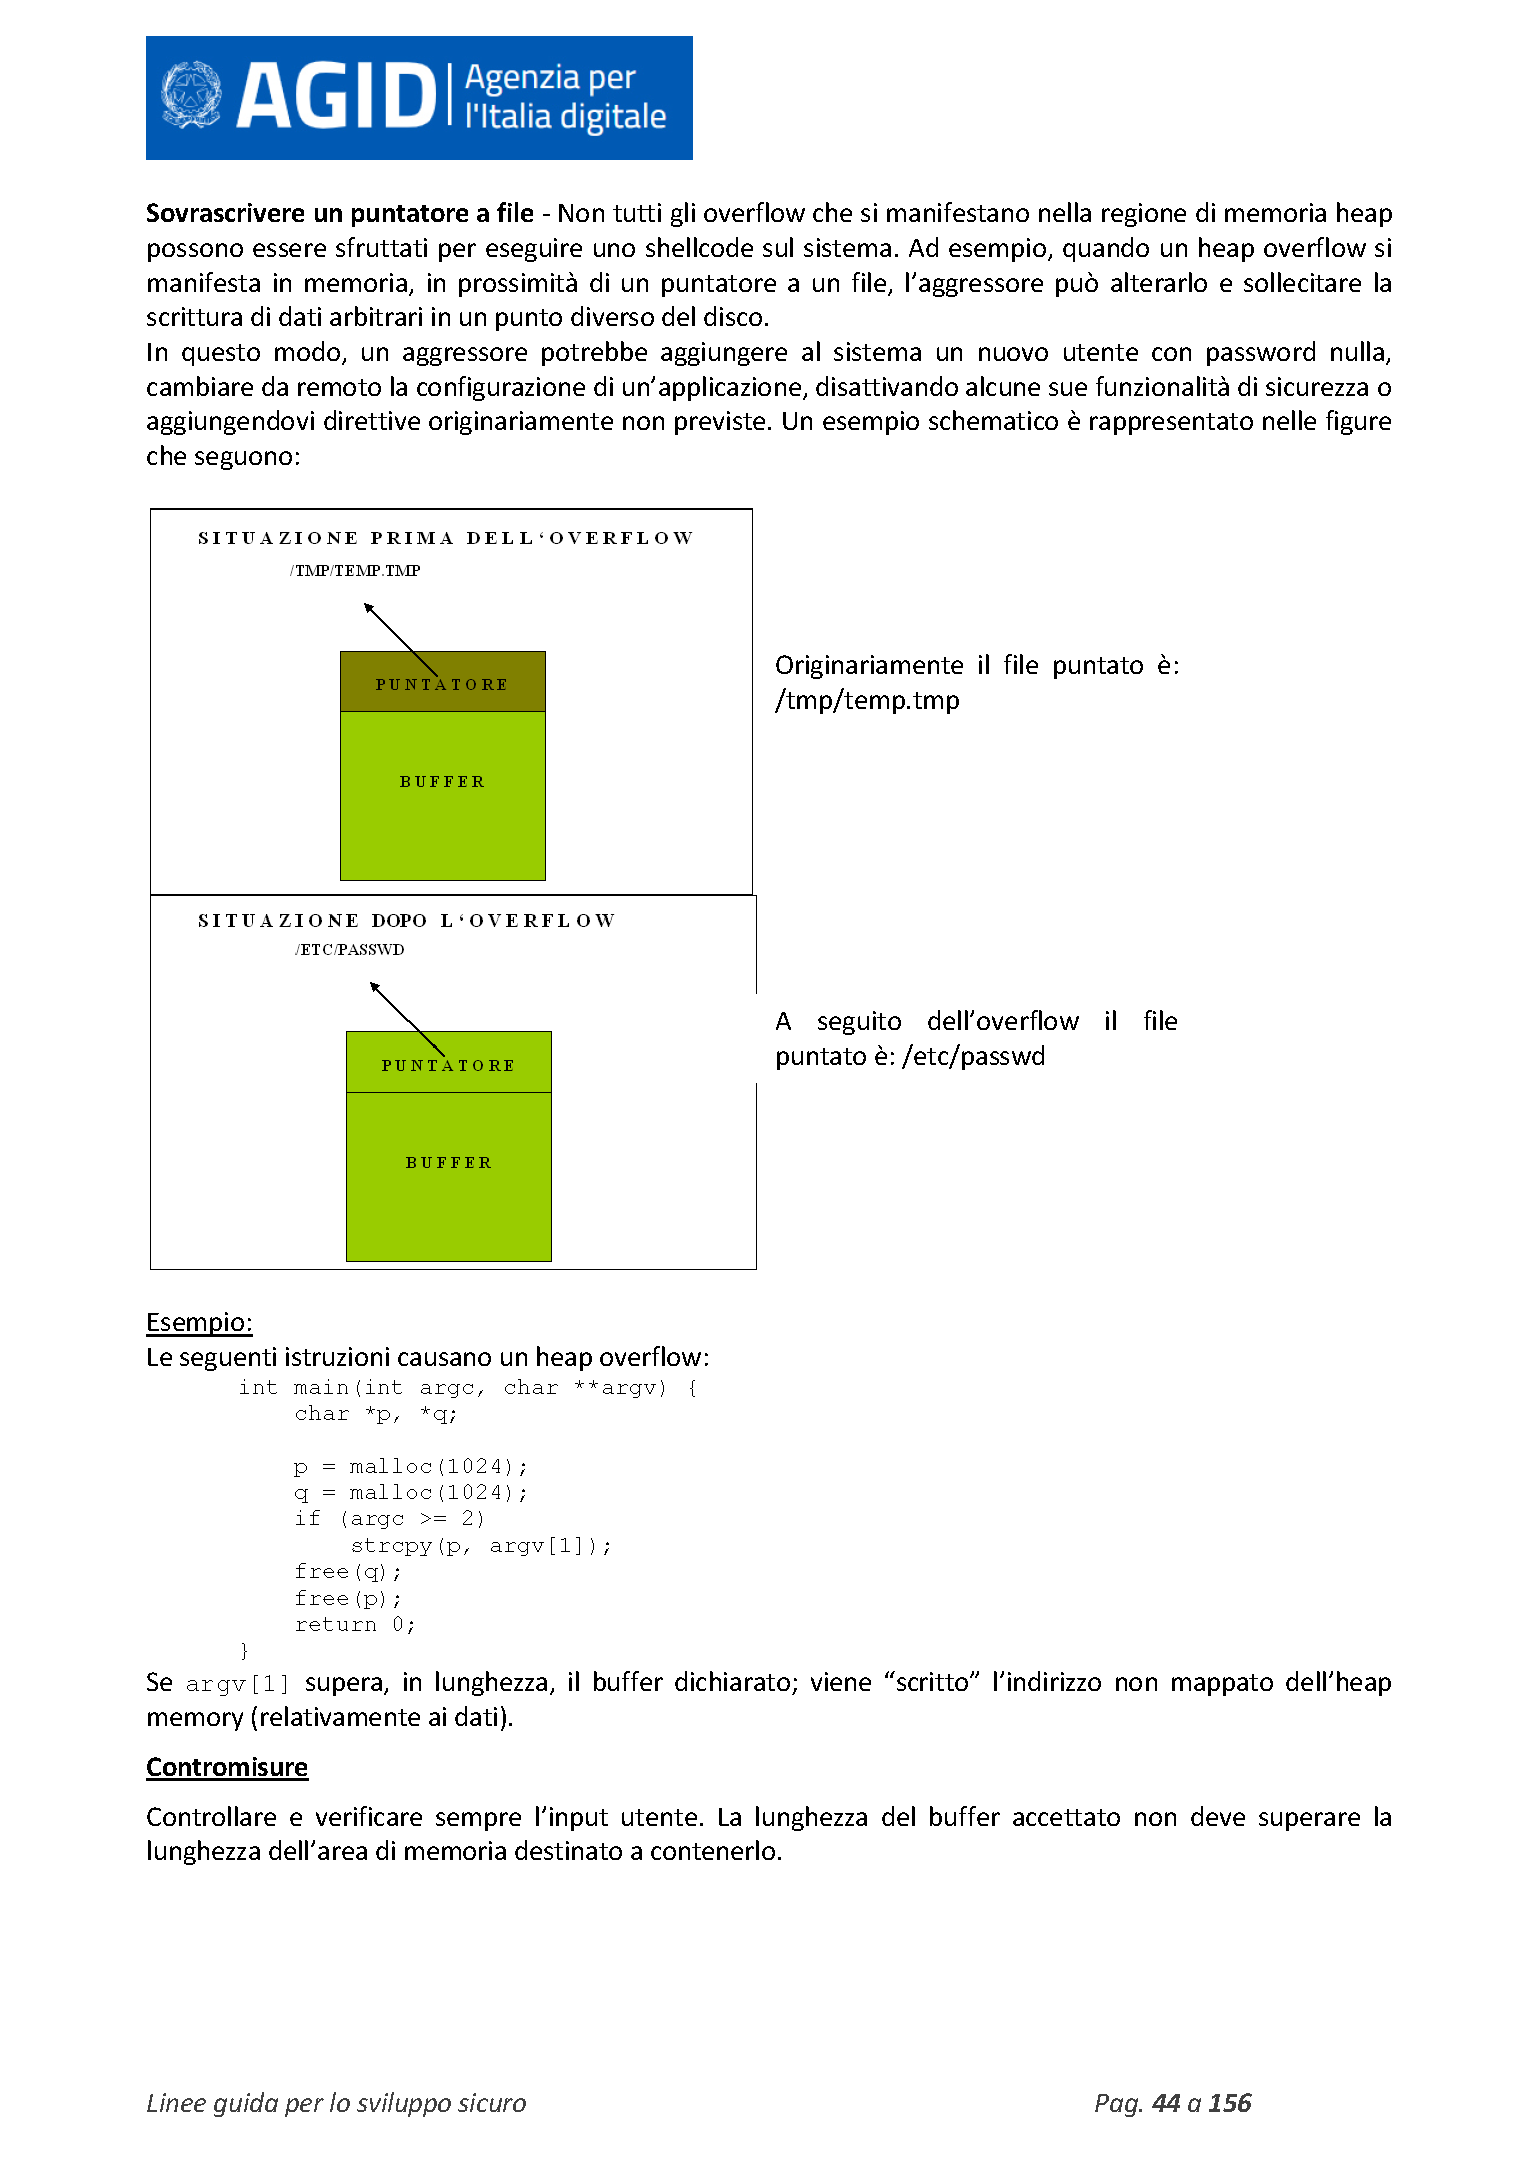 AGID | Agenzia per
l'Italia digitale
Sovrascrivere un puntatore a file - Non tutti gli overflow che si manifestano nella regione di memoria heap
possono essere sfruttati per eseguire uno shellcode sul sistema. Ad esempio, quando un heap overflow si
manifesta in memoria, in prossimità di un puntatore a un file, l’aggressore può alterarlo e sollecitare la
scrittura di dati arbitrari in un punto diverso del disco.
In questo modo, un aggressore potrebbe aggiungere al sistema un nuovo utente con password nulla,
cambiare da remoto la configurazione di un’applicazione, disattivando alcune sue funzionalità di sicurezza o
aggiungendovi direttive originariamente non previste. Un esempio schematico è rappresentato nelle figure
che seguono:
SITUAZIONE PRIMA DELL‘OVERFLOW
/TMP/TEMP.TMP
PUNTATORE
BUFFER
Originariamente il file puntato è:
/tmp/temp.tmp
SITUAZIONE DOPO L‘OVERFLOW
/ETC/PASSWD
PUNTATORE
BUFFER
A seguito dell’overflow il file
puntato è: /etc/passwd
Esempio:
Le seguenti istruzioni causano un heap overflow:
int main(int argc, char **argv) {
    char *p, *q;
    p = malloc(1024);
    q = malloc(1024);
    if (argc >= 2)
        strcpy(p, argv[1]);
    free(q);
    free(p);
    return 0;
}
Se argv[1] supera, in lunghezza, il buffer dichiarato; viene “scritto” l’indirizzo non mappato dell’heap
memory (relativamente ai dati).
Contromisure
Controllare e verificare sempre l’input utente. La lunghezza del buffer accettato non deve superare la
lunghezza dell’area di memoria destinato a contenerlo.
Linee guida per lo sviluppo sicuro Pag. 44 a 156